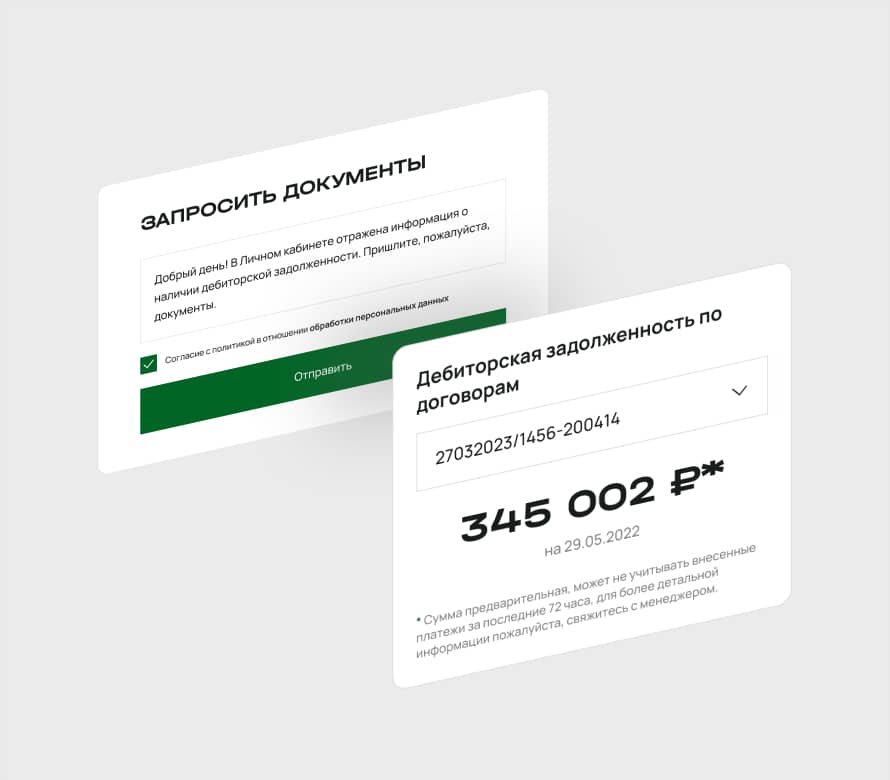 ЗАПРОСИТЬ ДОКУМЕНТЫ
Добрый день! В Личном кабинете отражена информация о
наличии дебиторской задолженности. Пришлите, пожалуйста,
документы.
Согласие с политикой в отношении обработки персональных данных
Отправить
Дебиторская задолженность по
договорам
27032023/1456-200414
345 002 ₽*
на 29.05.2022
* Сумма предварительная, может не учитывать внесенные
платежи за последние 72 часа, для более детальной
информации пожалуйста, свяжитесь с менеджером.